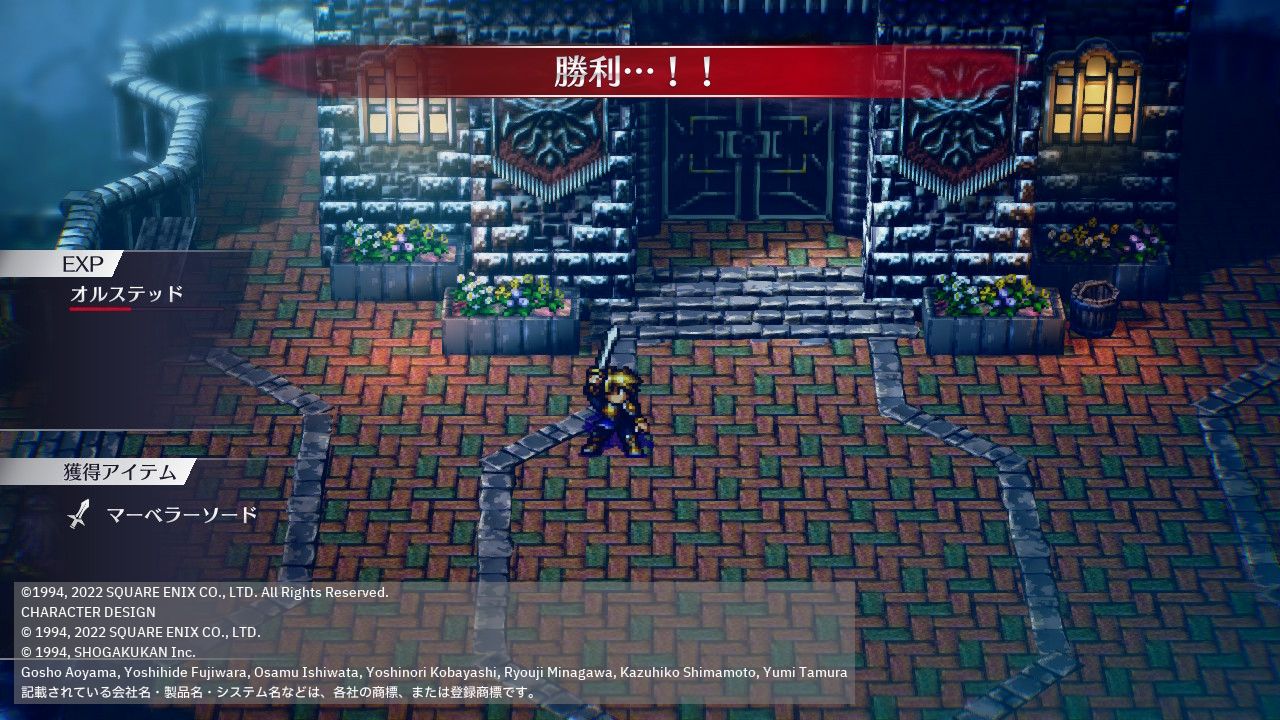 勝利…！！
EXP
オルステッド
獲得アイテム
マーベラーソード
©1994, 2022 SQUARE ENIX CO., LTD. All Rights Reserved.
CHARACTER DESIGN
© 1994, 2022 SQUARE ENIX CO., LTD.
© 1994, SHOGAKUKAN Inc.
Gosho Aoyama, Yoshihide Fujiwara, Osamu Ishiwata, Yoshinori Kobayashi, Ryouji Minagawa, Kazuhiko Shimamoto, Yumi Tamura
記載されている会社名・製品名・システム名などは、各社の商標、または登録商標です。